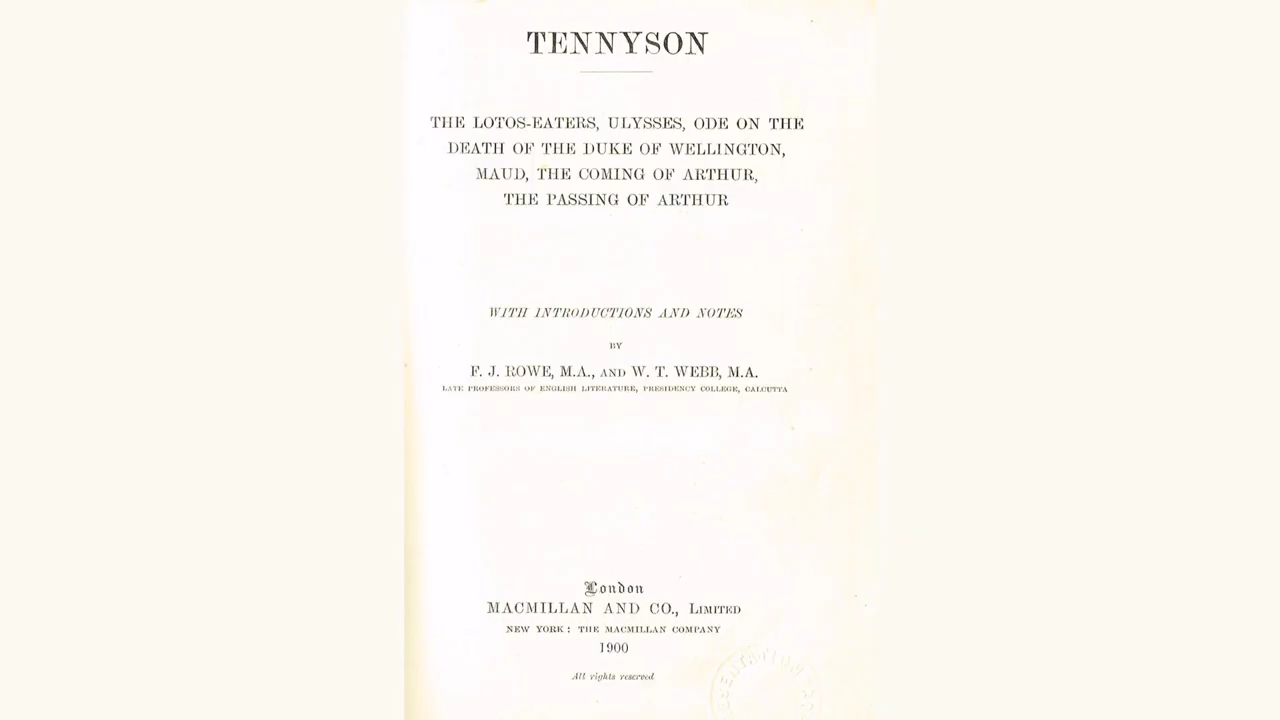 TENNYSON
THE LOTOS-EATERS, ULYSSES, ODE ON THE
DEATH OF THE DUKE OF WELLINGTON,
MAUD, THE COMING OF ARTHUR,
THE PASSING OF ARTHUR
WITH INTRODUCTIONS AND NOTES
BY
F. J. ROWE, M.A., AND W. T. WEBB, M.A.
LATE PROFESSORS OF ENGLISH LITERATURE, PRESIDENCY COLLEGE, CALCUTTA
London
MACMILLAN AND CO., LIMITED
NEW YORK: THE MACMILLAN COMPANY
1900
All rights reserved